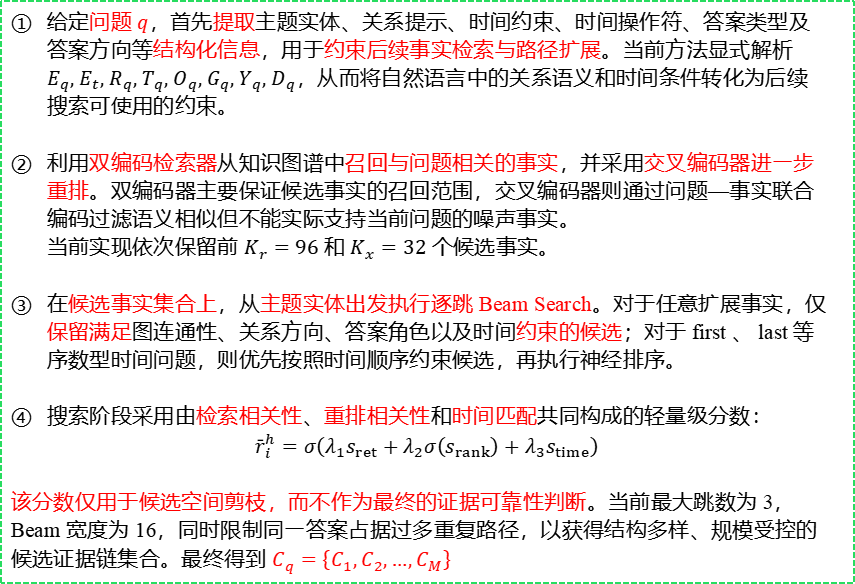 ① 给定问题 q，首先提取主题实体、关系提示、时间约束、时间操作符、答案类型及
答案方向等结构化信息，用于约束后续事实检索与路径扩展。当前方法显式解析
E_q, E_t, R_q, T_q, O_q, G_q, Y_q, D_q，从而将自然语言中的关系语义和时间条件转化为后续
搜索可使用的约束。
② 利用双编码检索器从知识图谱中召回与问题相关的事实，并采用交叉编码器进一步
重排。双编码器主要保证候选事实的召回范围，交叉编码器则通过问题—事实联合
编码过滤语义相似但不能实际支持当前问题的噪声事实。
当前实现依次保留前 K_r = 96 和 K_x = 32 个候选事实。
③ 在候选事实集合上，从主题实体出发执行逐跳 Beam Search。对于任意扩展事实，仅
保留满足图连通性、关系方向、答案角色以及时间约束的候选；对于 first 、 last 等
序数型时间问题，则优先按照时间顺序约束候选，再执行神经排序。
④ 搜索阶段采用由检索相关性、重排相关性和时间匹配共同构成的轻量级分数：
r̄_i^h = σ(λ_1 s_ret + λ_2 σ(s_rank) + λ_3 s_time)
该分数仅用于候选空间剪枝，而不作为最终的证据可靠性判断。当前最大跳数为 3，
Beam 宽度为 16，同时限制同一答案占据过多重复路径，以获得结构多样、规模受控的
候选证据链集合。最终得到 C_q = {C_1, C_2, ..., C_M}